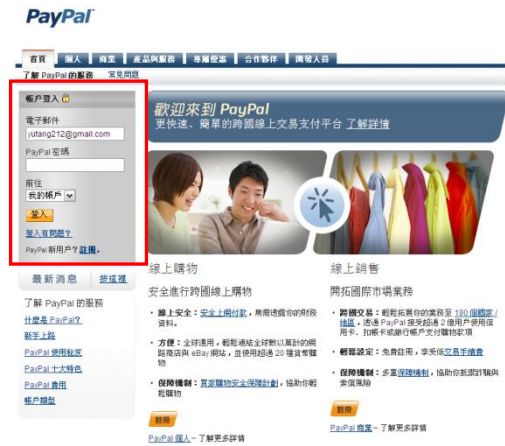 PayPal
首頁 個人 商業 產品與服務 專屬優惠 合作夥伴 開發人員
了解 PayPal 的服務 常見問題
帳戶登入
電子郵件
yutang212@gmail.com
PayPal 密碼
前往
我的帳戶
登入
登入有問題?
PayPal 新用戶?註冊。
最新消息 按這裡
了解 PayPal 的服務
什麼是 PayPal?
新手上路
PayPal 使用秘笈
PayPal 十大特色
PayPal 費用
帳戶類型
歡迎來到 PayPal
更快速、簡單的跨國線上交易支付平台 了解詳情
線上購物
安全進行跨國線上購物
· 線上安全:安全上網付款,無需透露你的財務
資料。
· 方便:全球適用,輕鬆連結全球數以萬計的網
路商店與 eBay 網站,並使用超過 20 種貨幣購
物
· 保障機制:買家購物安全保障計劃,協助你輕
鬆購物
註冊
PayPal 個人 – 了解更多詳情
線上銷售
開拓國際市場業務
· 跨國交易:輕鬆拓展你的業務至 190 個國家/
地區,透過 PayPal 接受超過 2 億用戶使用信
用卡、扣帳卡或銀行帳戶支付購物款項
· 輕鬆設定:免費註冊,享受低交易手續費
· 保障機制:多重保障機制,協助你抵禦詐騙與
索償風險
註冊
PayPal 商業 – 了解更多詳情